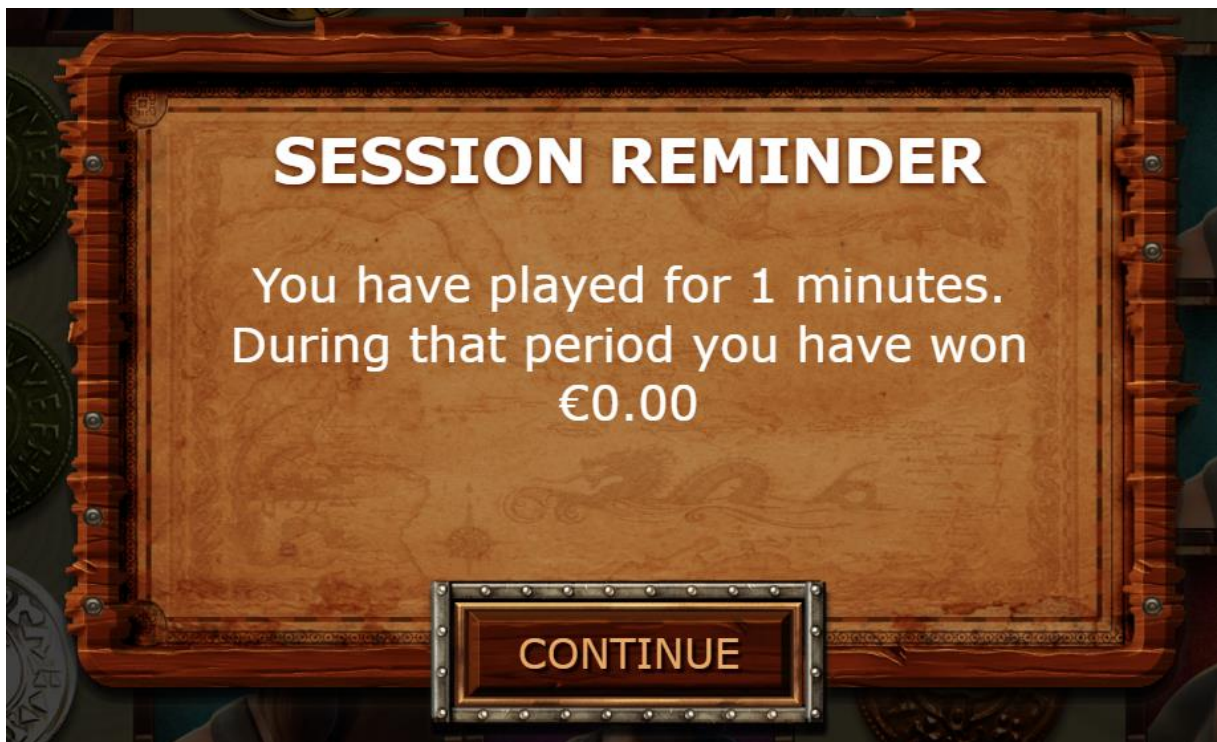 SESSION REMINDER
You have played for 1 minutes.
During that period you have won
€0.00
CONTINUE